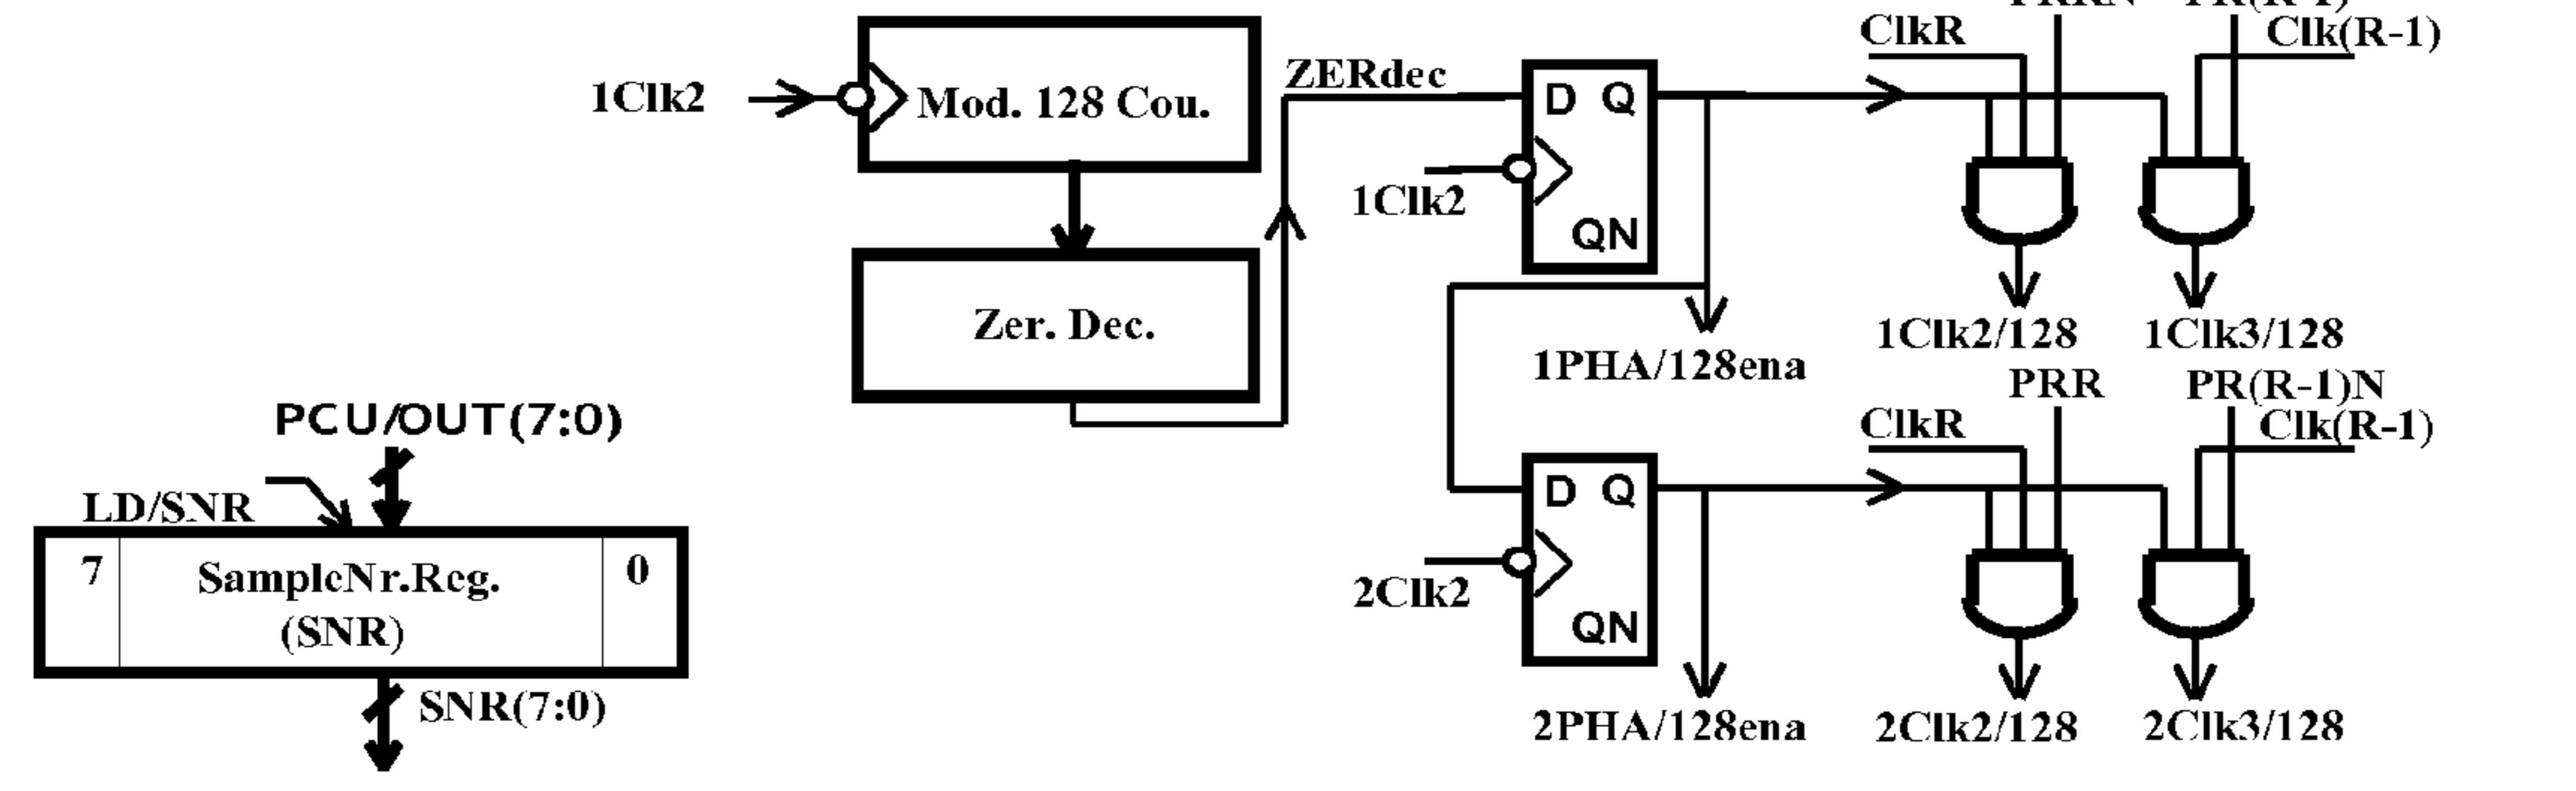 ClkR
Clk(R-1)
1Clk2
Mod. 128 Cou.
ZERdec
D Q
1Clk2
QN
Zer. Dec.
1PHA/128ena
1Clk2/128
1Clk3/128
PCU/OUT(7:0)
LD/SNR
7
SampleNr.Reg.
(SNR)
0
SNR(7:0)
PRR
PR(R-1)N
ClkR
Clk(R-1)
D Q
2Clk2
QN
2PHA/128ena
2Clk2/128
2Clk3/128